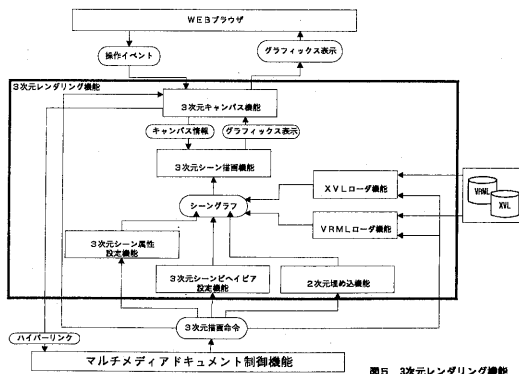 WEBブラウザ
操作イベント
グラフィックス表示
3次元レンダリング機能
3次元キャンバス機能
キャンバス情報
グラフィックス表示
3次元シーン描画機能
XVLローダ機能
VRML
XVL
シーングラフ
VRMLローダ機能
3次元シーン属性
設定機能
3次元シーンビヘイビア
設定機能
2次元埋め込機能
3次元描画命令
ハイパーリンク
マルチメディアドキュメント制御機能
図5 3次元レンダリング機能